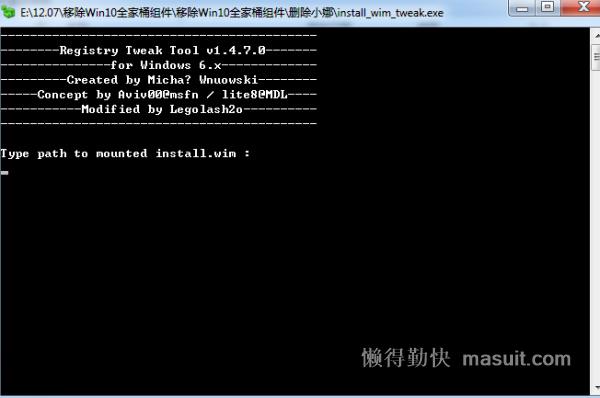 E:\12.07\移除Win10全家桶组件\移除Win10全家桶组件\删除小娜\install_wim_tweak.exe
-------------------------------------------
--------Registry Tweak Tool v1.4.7.0-------
---------------for Windows 6.x-------------
---------Created by Micha? Wnuowski--------
-----Concept by Aviv00@msfn / lite8@MDL----
-----------Modified by Legolash2o----------
-------------------------------------------
Type path to mounted install.wim :
懒得勤快 masuit.com